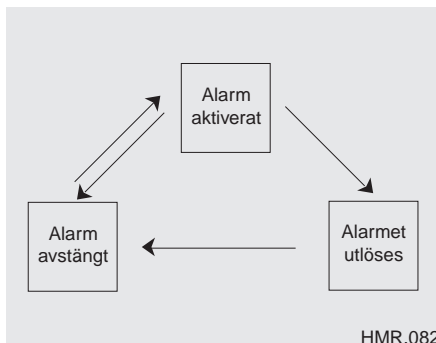 Alarm
aktiverat
Alarm
avstängt
Alarmet
utlöses
HMR.082